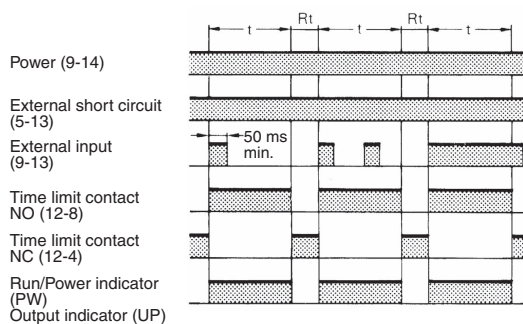 Rt Rt
t t t
Power (9-14)
External short circuit
(5-13)
External input
(9-13)
50 ms
min.
Time limit contact
NO (12-8)
Time limit contact
NC (12-4)
Run/Power indicator
(PW)
Output indicator (UP)